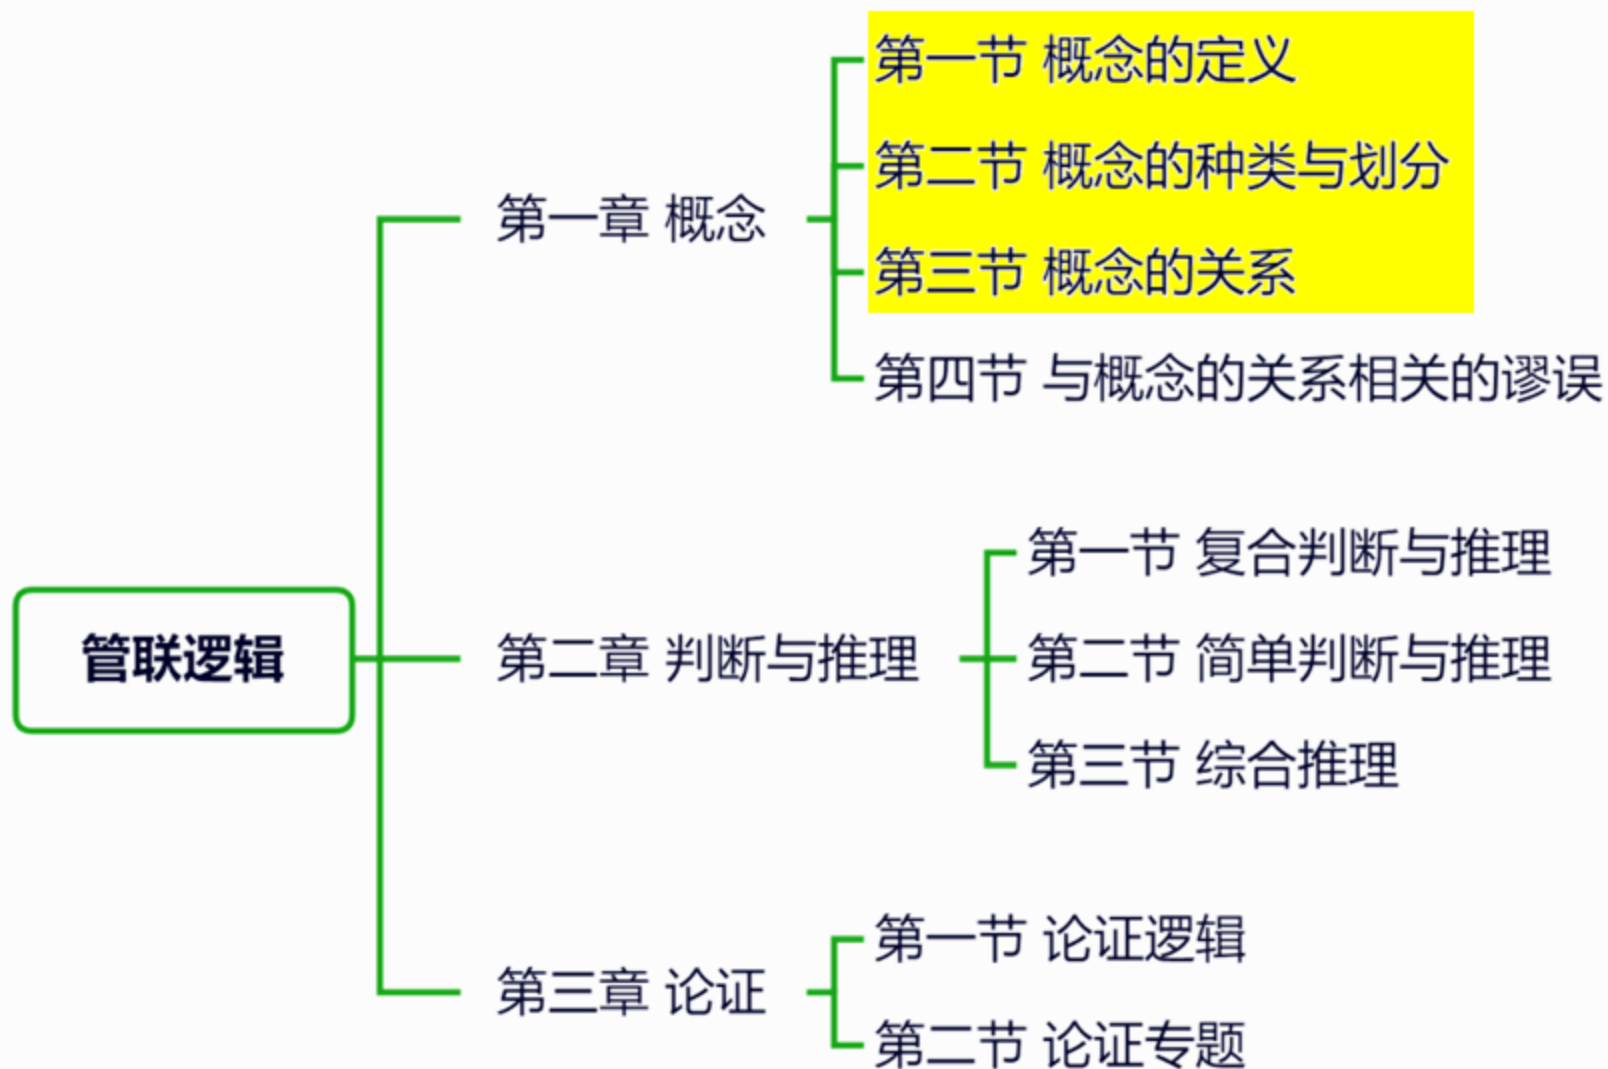 管联逻辑
第一章 概念
第一节 概念的定义
第二节 概念的种类与划分
第三节 概念的关系
第四节 与概念的关系相关的谬误
第二章 判断与推理
第一节 复合判断与推理
第二节 简单判断与推理
第三节 综合推理
第三章 论证
第一节 论证逻辑
第二节 论证专题